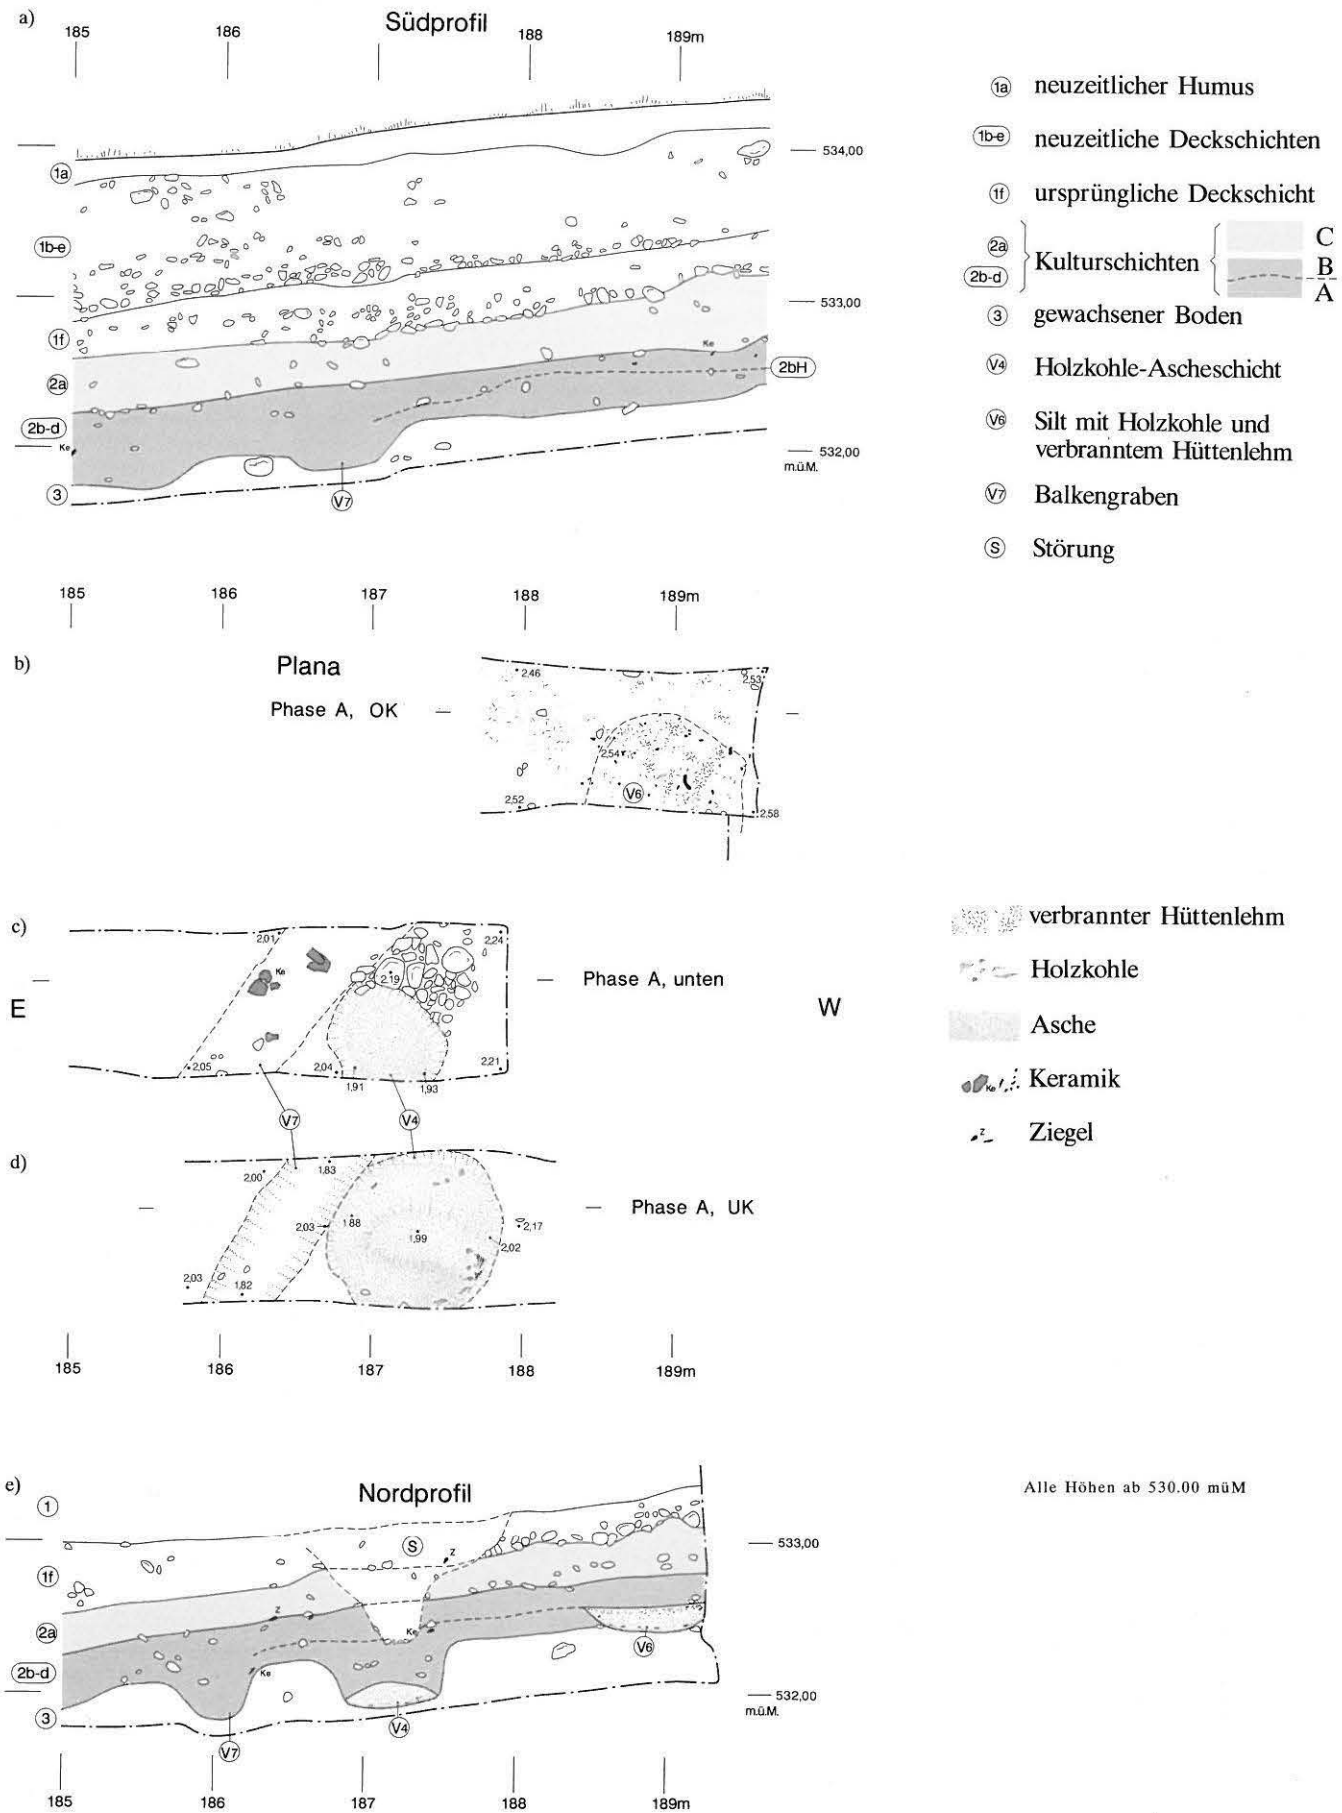 a)
Südprofil
185 186 188 189m
1a
1b-e
1f
2a
2b-d
Ke
3
V7
Ke
2bH
534,00
533,00
532,00
m.ü.M.
1a neuzeitlicher Humus
1b-e neuzeitliche Deckschichten
1f ursprüngliche Deckschicht
2a
2b-d
Kulturschichten
C
B
A
3 gewachsener Boden
V4 Holzkohle-Ascheschicht
V6 Silt mit Holzkohle und
verbranntem Hüttenlehm
V7 Balkengraben
S Störung
185 186 187 188 189m
b)
Plana
Phase A, OK
2,46
2,53
2,54
V6
2,52
2,58
c)
E
2,01
Ke
2,19
2,24
2,05
2,04
1,91
1,93
2,21
Phase A, unten
W
V7
V4
d)
2,00
1,83
2,03
1,88
1,99
2,17
2,02
2,03
1,82
Phase A, UK
185 186 187 188 189m
verbrannter Hüttenlehm
Holzkohle
Asche
Ke Keramik
z Ziegel
e)
Nordprofil
1
1f
2a
2b-d
3
S
z
z
Ke
Ke
V6
V4
V7
533,00
532,00
m.ü.M.
185 186 187 188 189m
Alle Höhen ab 530.00 müM